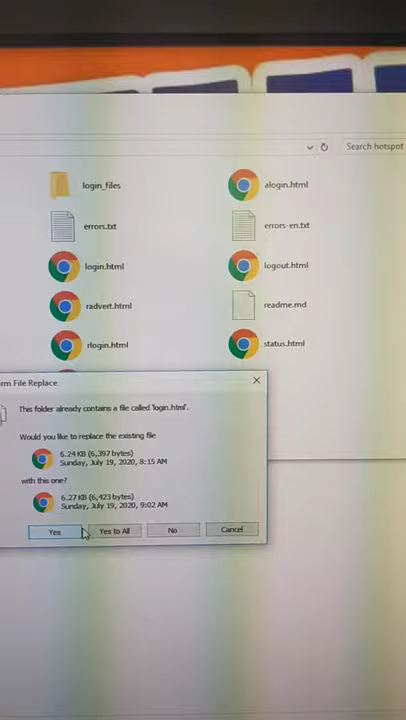 Search hotspot
login_files
alogin.html
errors.txt
errors-en.txt
login.html
logout.html
radvert.html
readme.md
rlogin.html
status.html
rm File Replace
This folder already contains a file called 'login.html'.
Would you like to replace the existing file
6.24 KB (6,397 bytes)
Sunday, July 19, 2020, 8:15 AM
with this one?
6.27 KB (6,423 bytes)
Sunday, July 19, 2020, 9:02 AM
Yes
Yes to All
No
Cancel